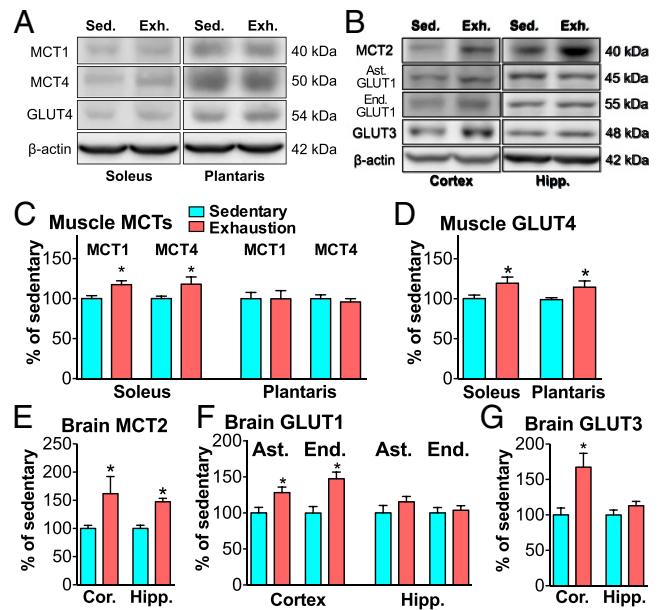 A
Sed. Exh. Sed. Exh.
MCT1 40 kDa
MCT4 50 kDa
GLUT4 54 kDa
β-actin 42 kDa
Soleus Plantaris
B
Sed. Exh. Sed. Exh.
MCT2 40 kDa
Ast.
GLUT1 45 kDa
End.
GLUT1 55 kDa
GLUT3 48 kDa
β-actin 42 kDa
Cortex Hipp.
C
Muscle MCTs
Sedentary
Exhaustion
MCT1 MCT4 MCT1 MCT4
% of sedentary
150
100
50
0
* *
Soleus Plantaris
D
Muscle GLUT4
% of sedentary
150
100
50
0
* *
Soleus Plantaris
E
Brain MCT2
% of sedentary
250
200
150
100
50
0
* *
Cor. Hipp.
F
Brain GLUT1
% of sedentary
200
150
100
50
0
Ast. End. Ast. End.
* *
Cortex Hipp.
G
Brain GLUT3
% of sedentary
200
150
100
50
0
*
Cor. Hipp.